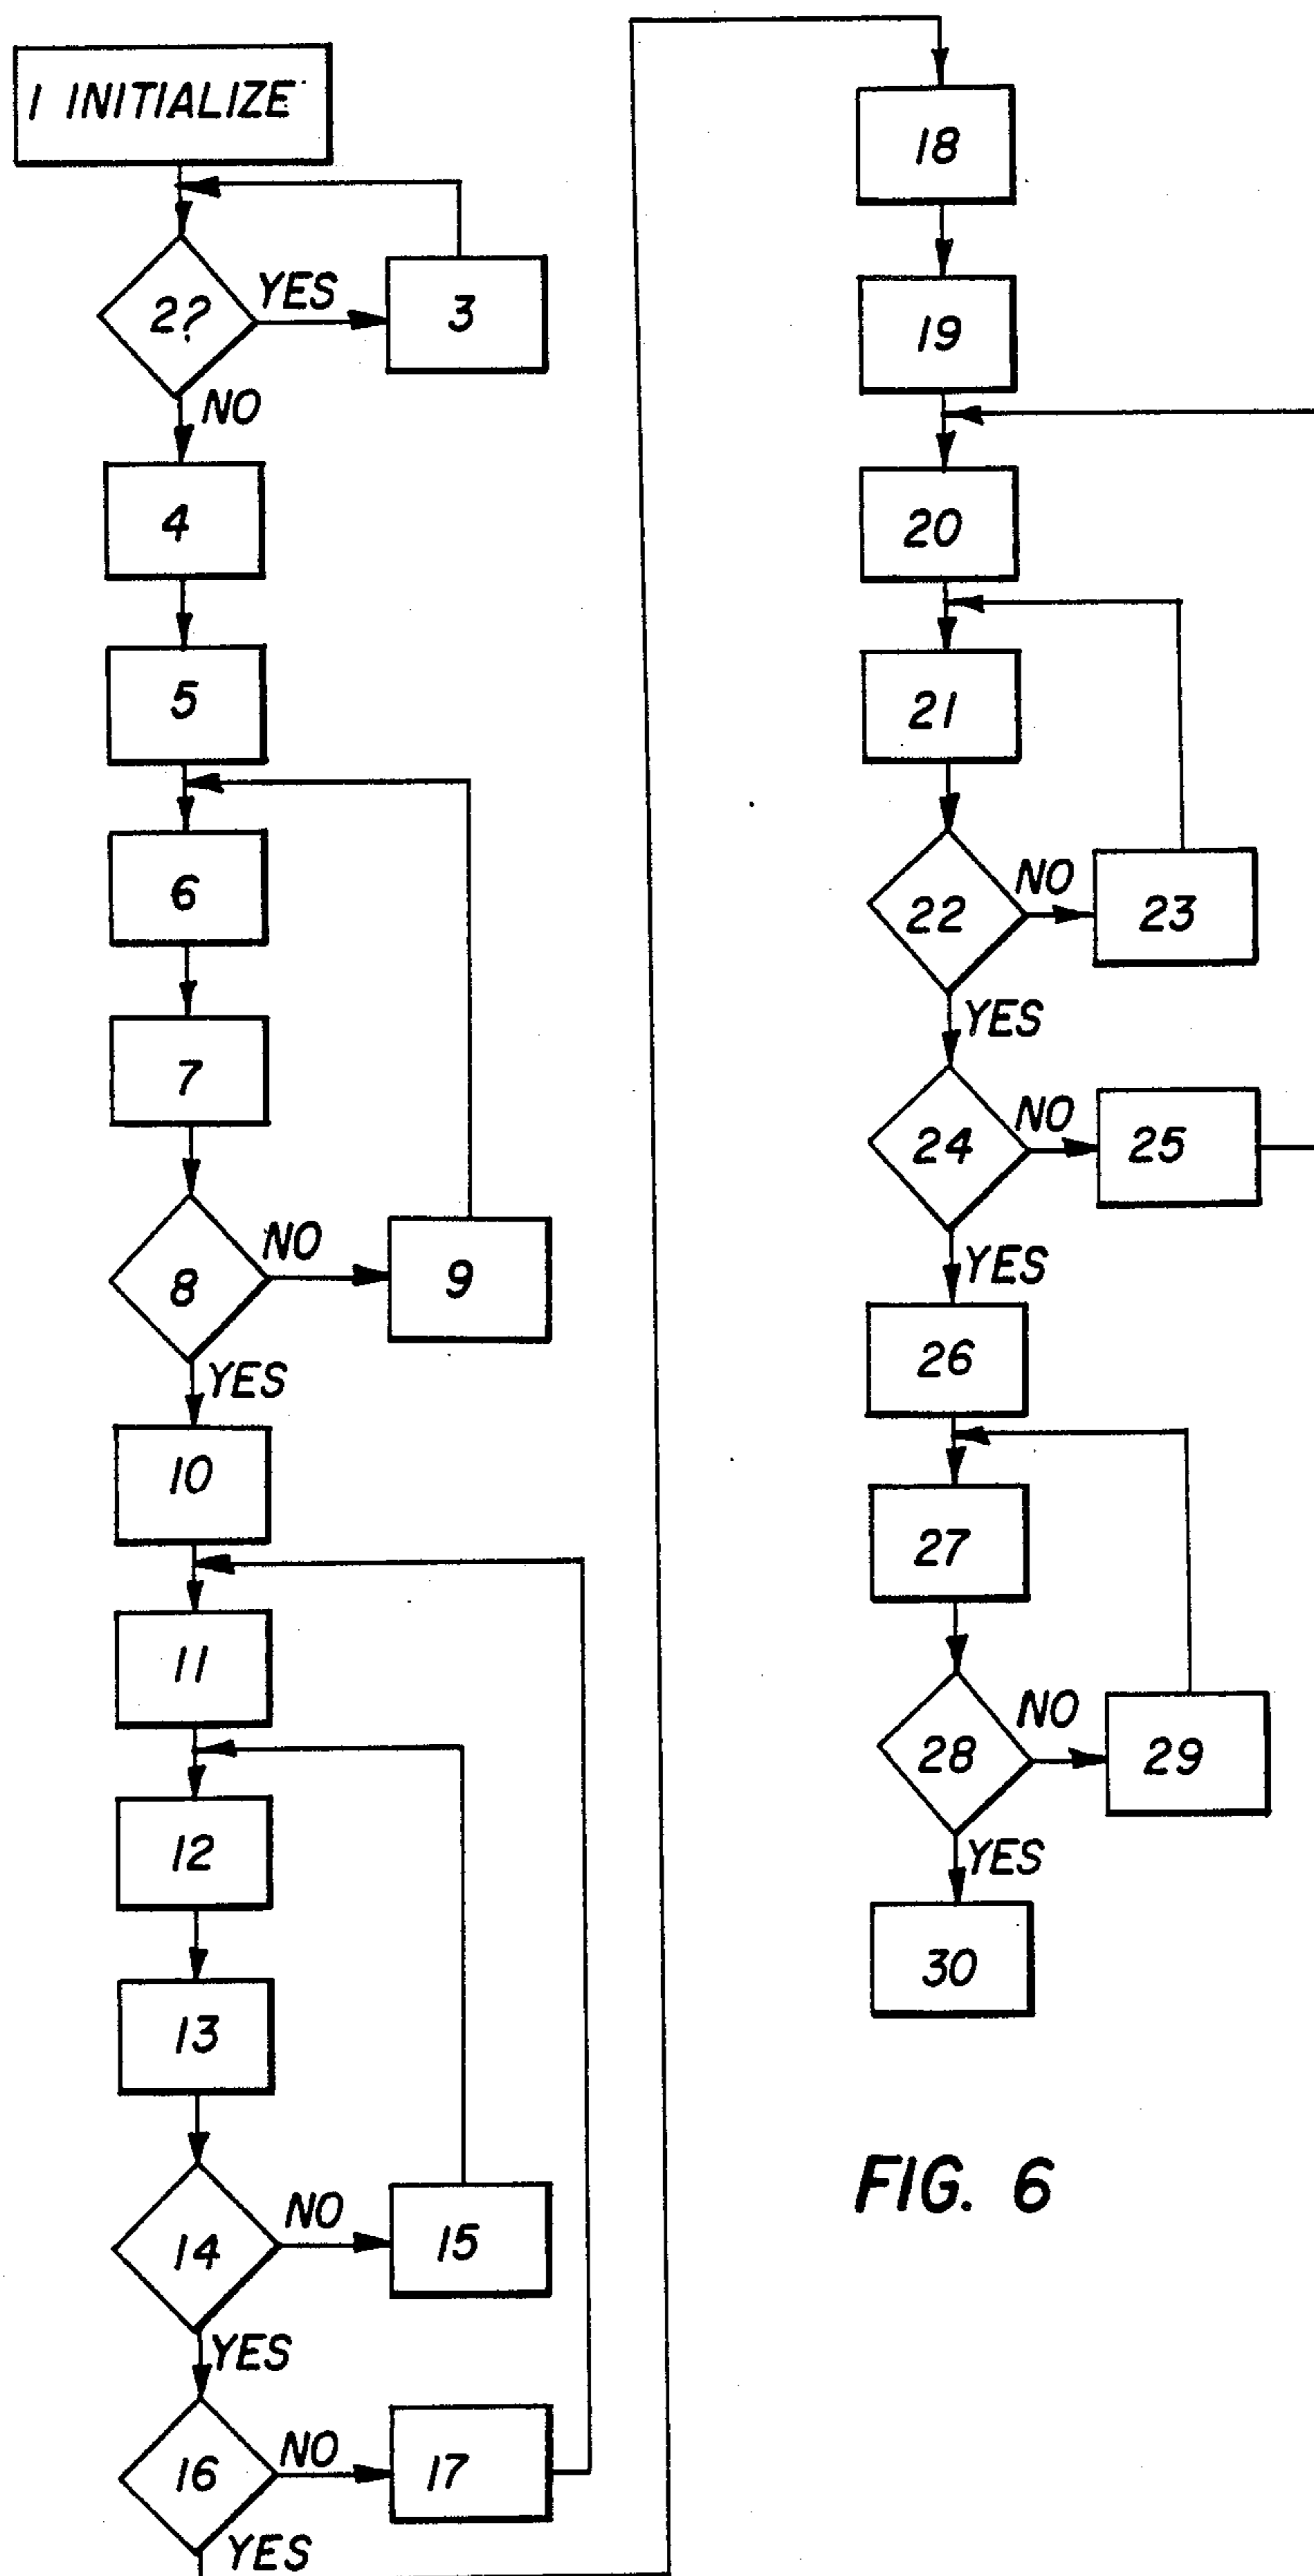 1 INITIALIZE
2?
YES
3
NO
4
5
6
7
8
NO
9
YES
10
11
12
13
14
NO
15
YES
16
NO
17
YES
18
19
20
21
22
NO
23
YES
24
NO
25
YES
26
27
28
NO
29
YES
30
FIG. 6